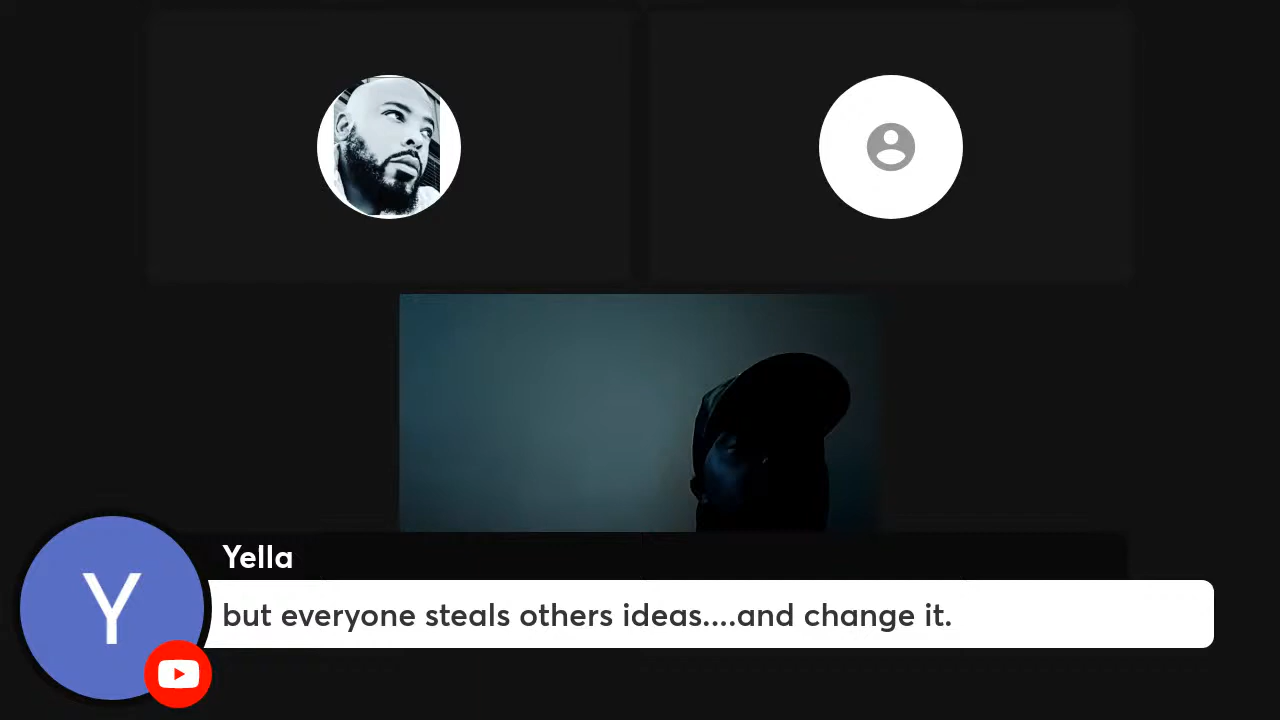 Y
Yella
but everyone steals others ideas....and change it.